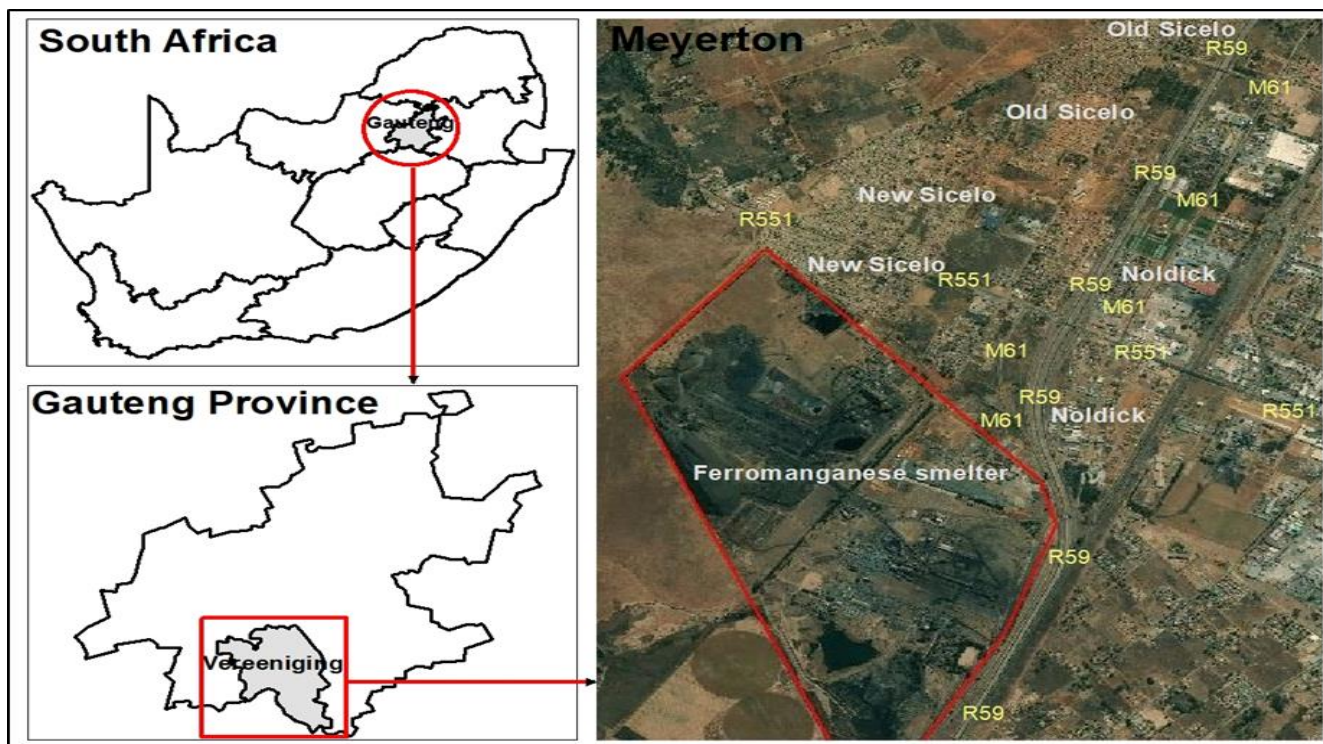 South Africa
Gauteng
Gauteng Province
Vereeniging
Meyerton
Old Sicelo
R59
M61
Old Sicelo
R59
M61
New Sicelo
R551
New Sicelo
R551
R59
Noldick
M61
M61
R551
R59
M61
Noldick
R551
Ferromanganese smelter
R59
R59